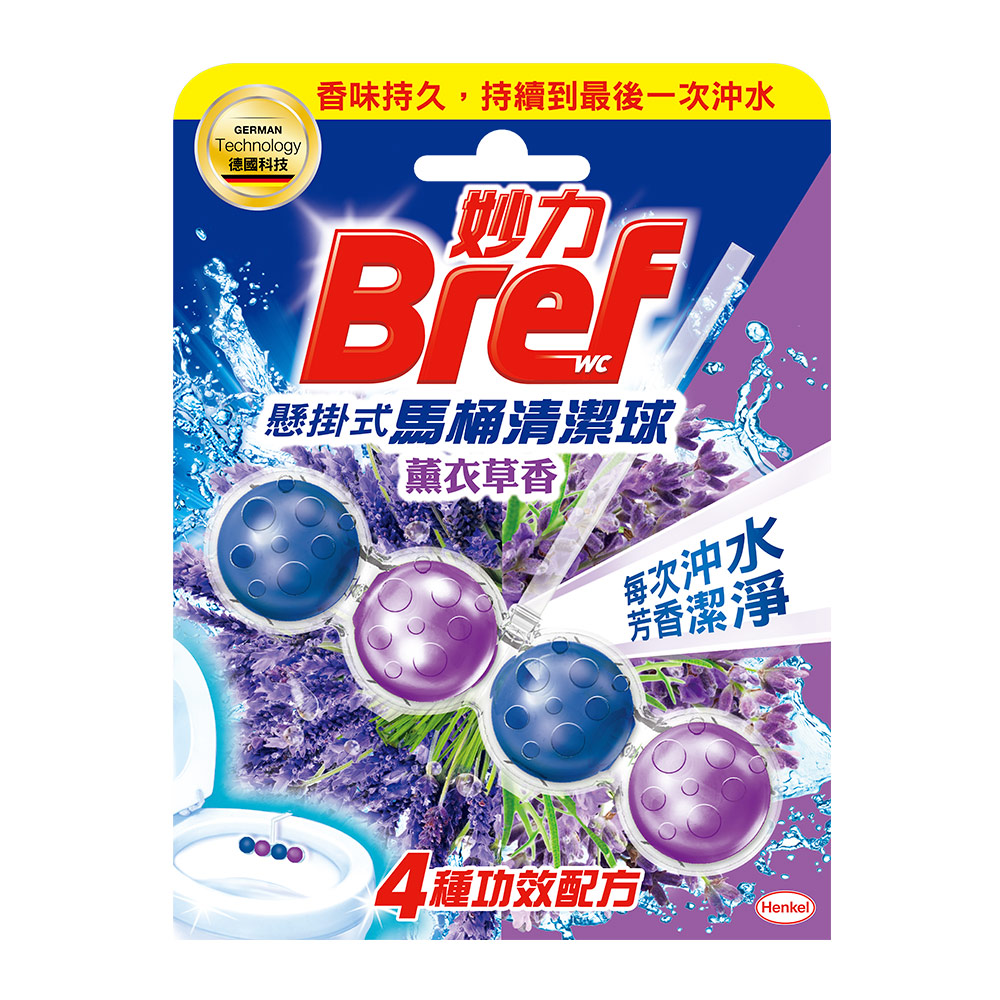 香味持久，持續到最後一次沖水
GERMAN
Technology
德國科技
妙力
Bref
WC
懸掛式馬桶清潔球
薰衣草香
每次沖水
芳香潔淨
4種功效配方
Henkel